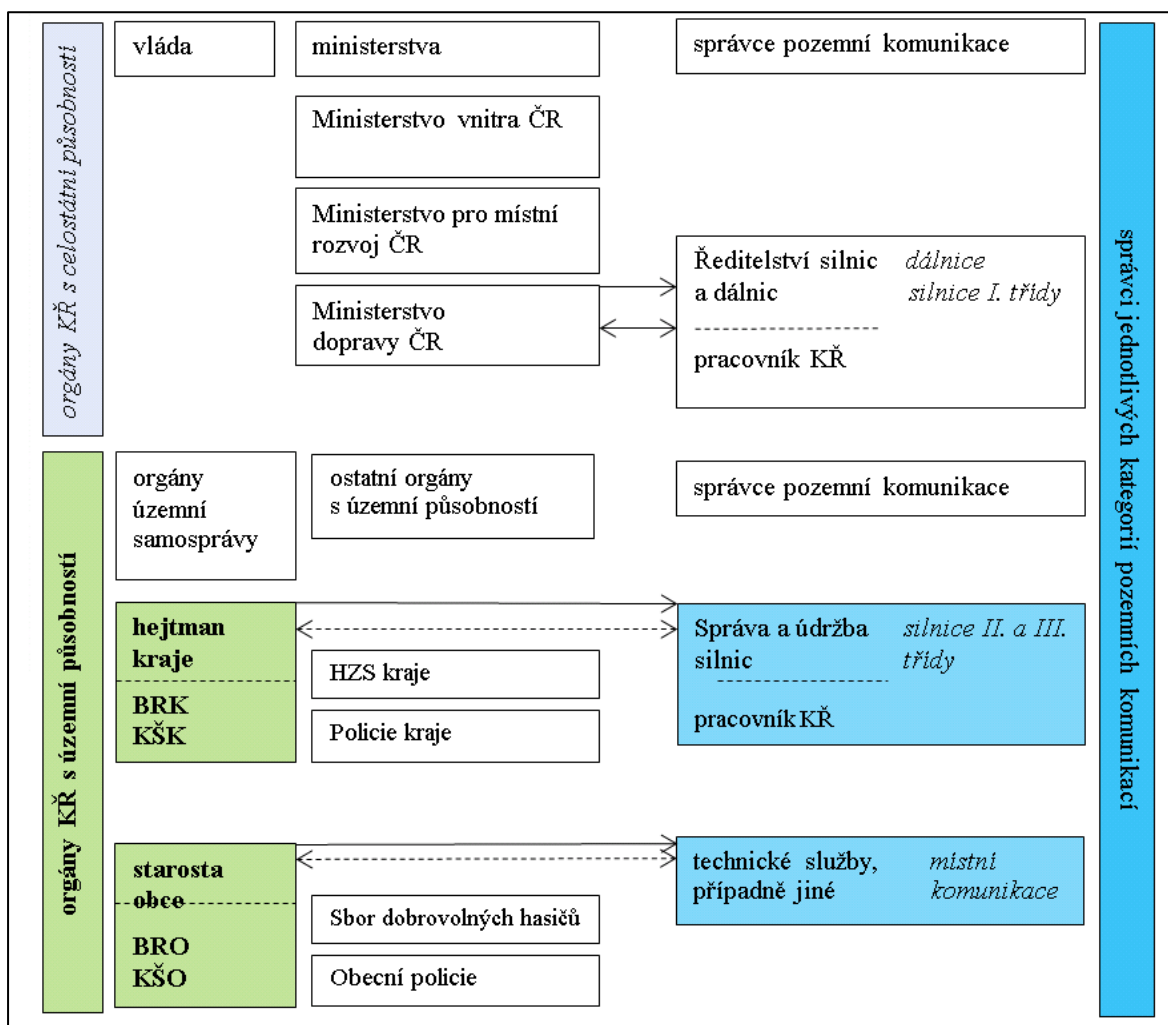 orgány KŘ s celostátni působností
vláda
ministerstva
správce pozemní komunikace
Ministerstvo vnitra ČR
Ministerstvo pro místní
rozvoj ČR
Ministerstvo
dopravy ČR
Ředitelství silnic
a dálnic
dálnice
silnice I. třídy
pracovník KŘ
orgány KŘ s územní působností
orgány
územní
samosprávy
ostatní orgány
s územní působností
správce pozemní komunikace
hejtman
kraje
BRK
KŠK
HZS kraje
Policie kraje
Správa a údržba
silnic
silnice II. a III.
třídy
pracovník KŘ
starosta
obce
BRO
KŠO
Sbor dobrovolných hasičů
Obecní policie
technické služby,
případně jiné
místní
komunikace
správci jednotlivých kategorií pozemních komunikací